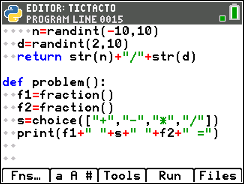 EDITOR: TICTACTO
PROGRAM LINE 0015
n=randint(-10,10)
d=randint(2,10)
return str(n)+"/"+str(d)
def problem():
f1=fraction()
f2=fraction()
s=choice(["+","-","*","/"])
print(f1+" "+s+" "+f2+" =")
Fns… a A # Tools Run Files